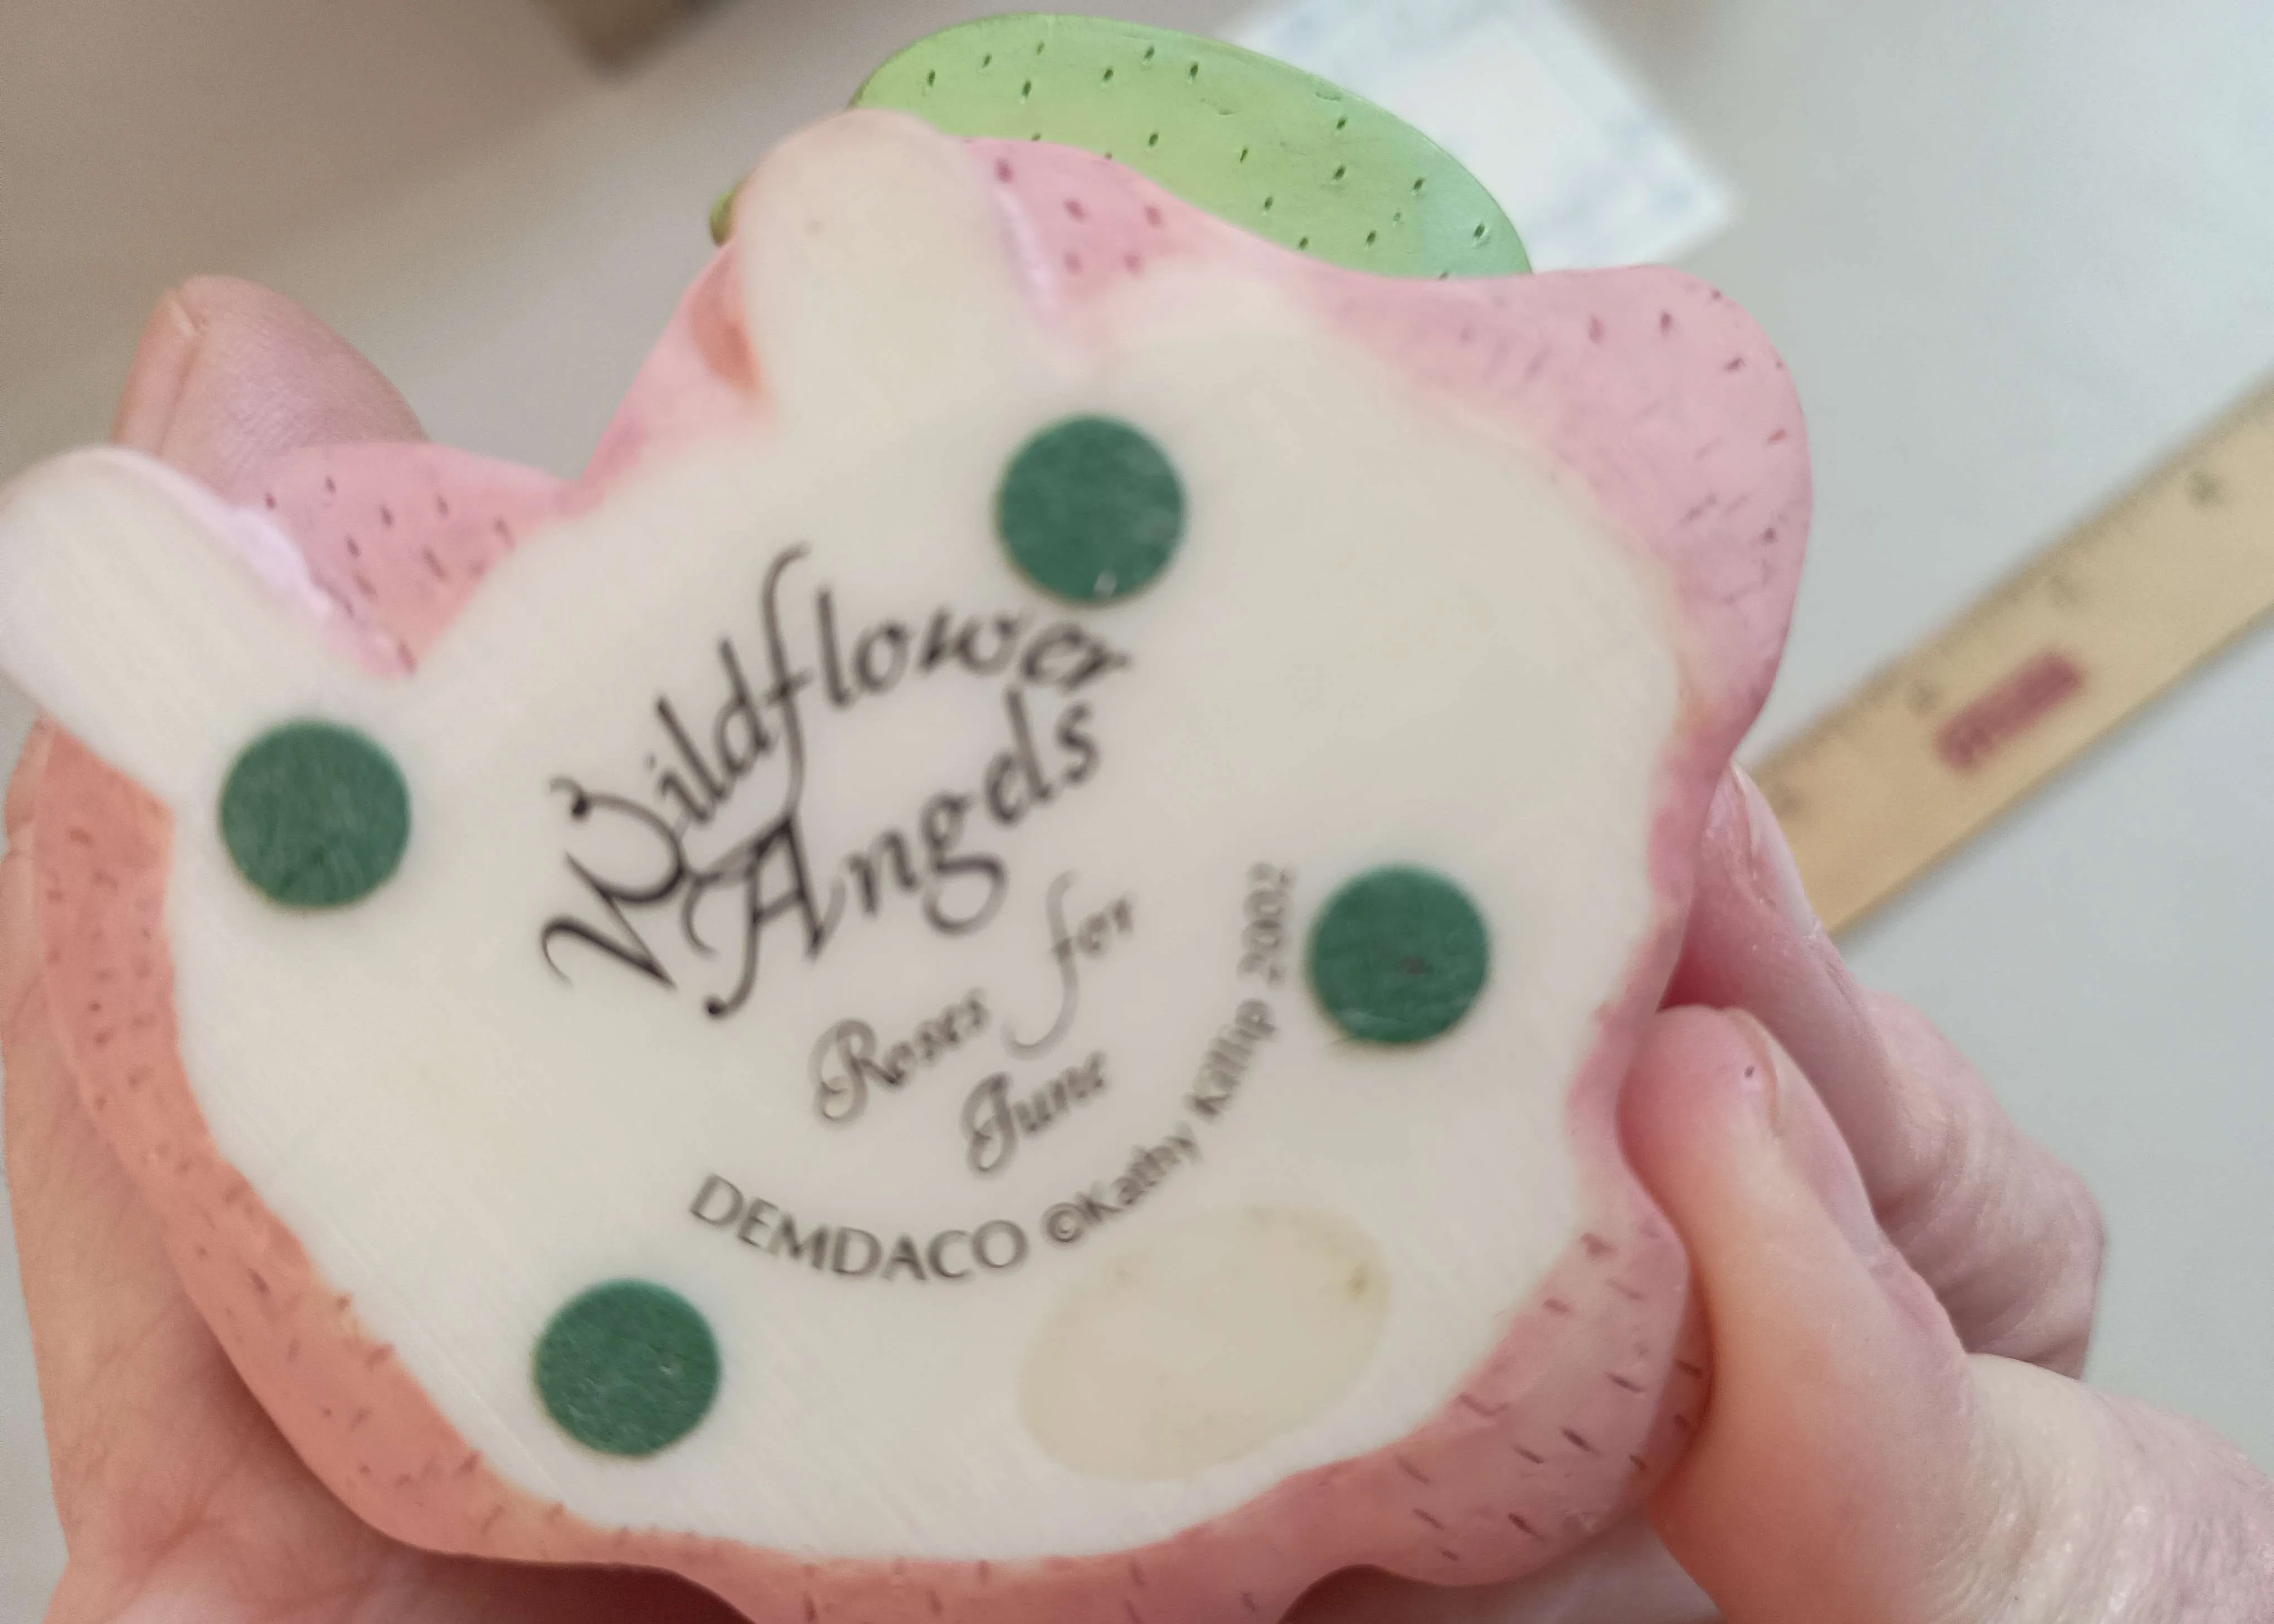 Wildflower
Angels
Roses for
June
DEMDACO ©Kathy Killip 2002